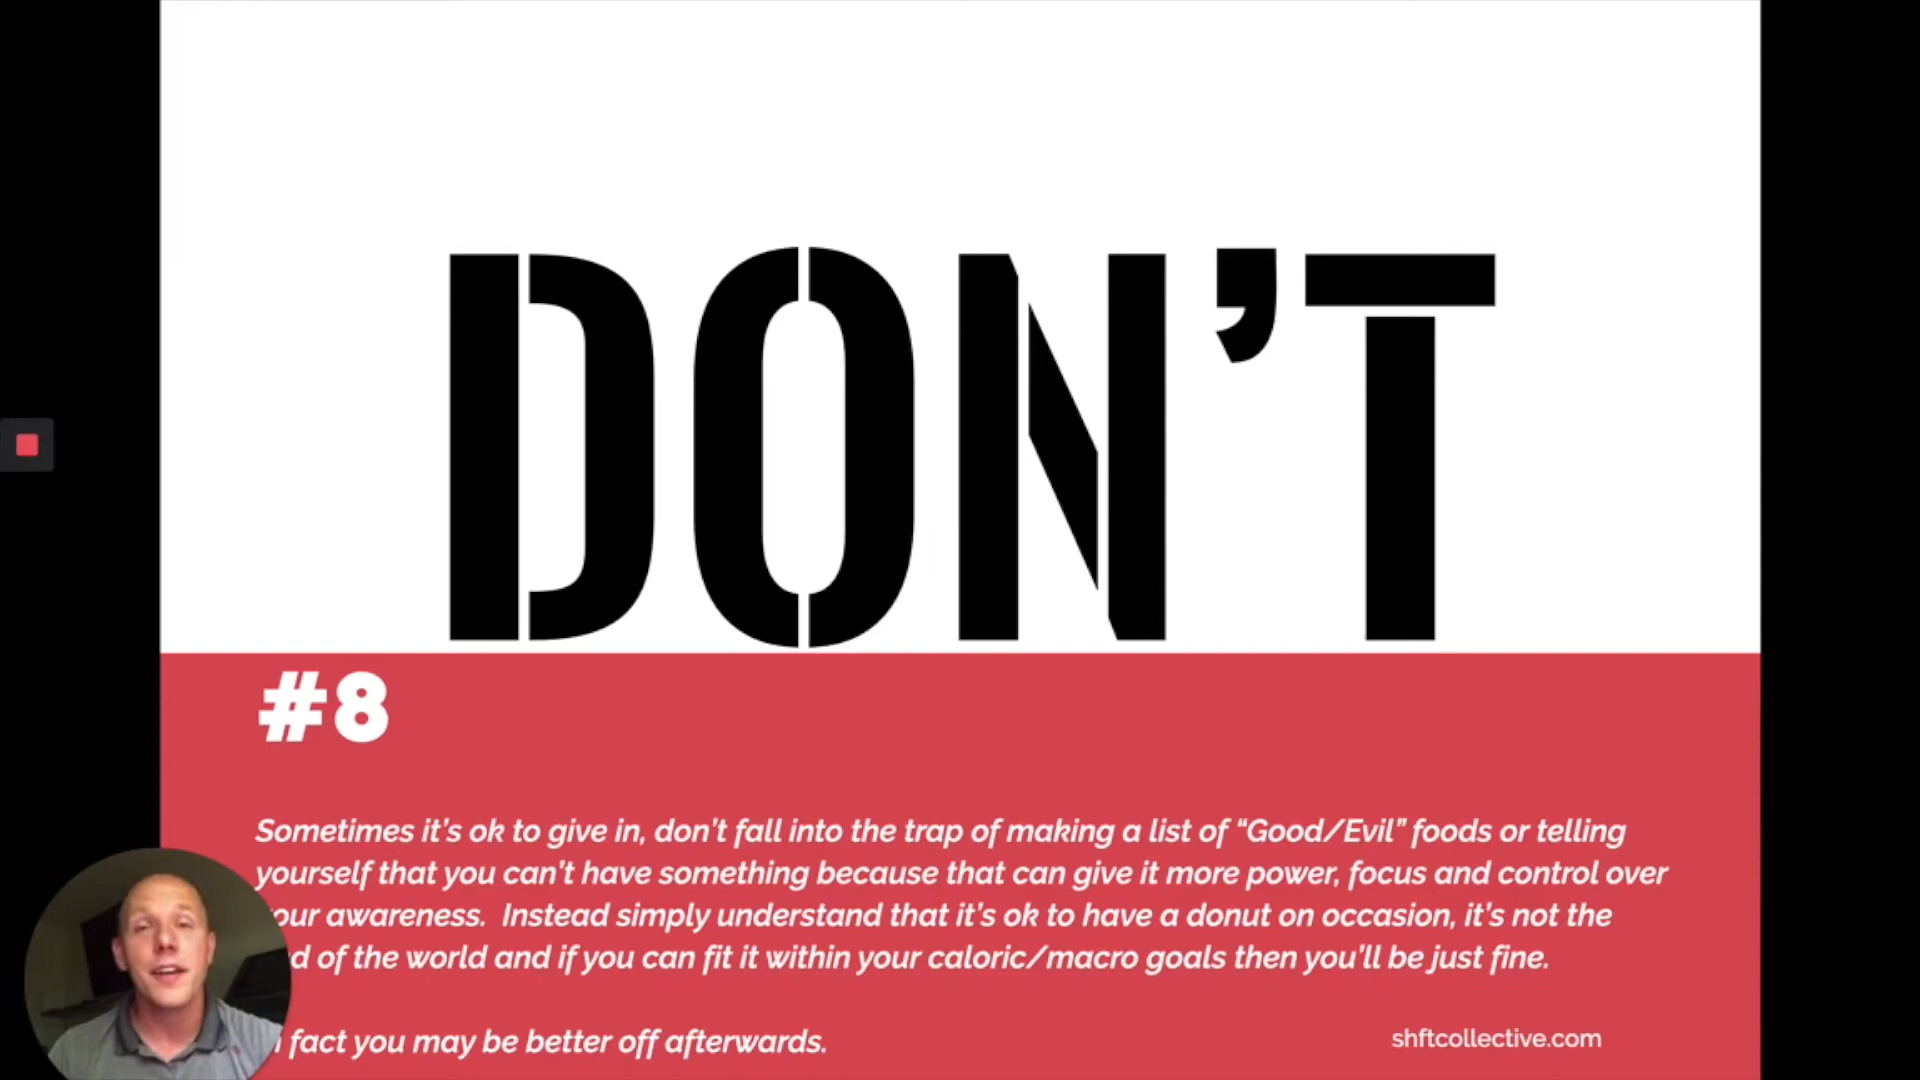 DON’T
#8
Sometimes it’s ok to give in, don’t fall into the trap of making a list of “Good/Evil” foods or telling
yourself that you can’t have something because that can give it more power, focus and control over
awareness.  Instead simply understand that it’s ok to have a donut on occasion, it’s not the
of the world and if you can fit it within your caloric/macro goals then you’ll be just fine.
fact you may be better off afterwards.
shftcollective.com